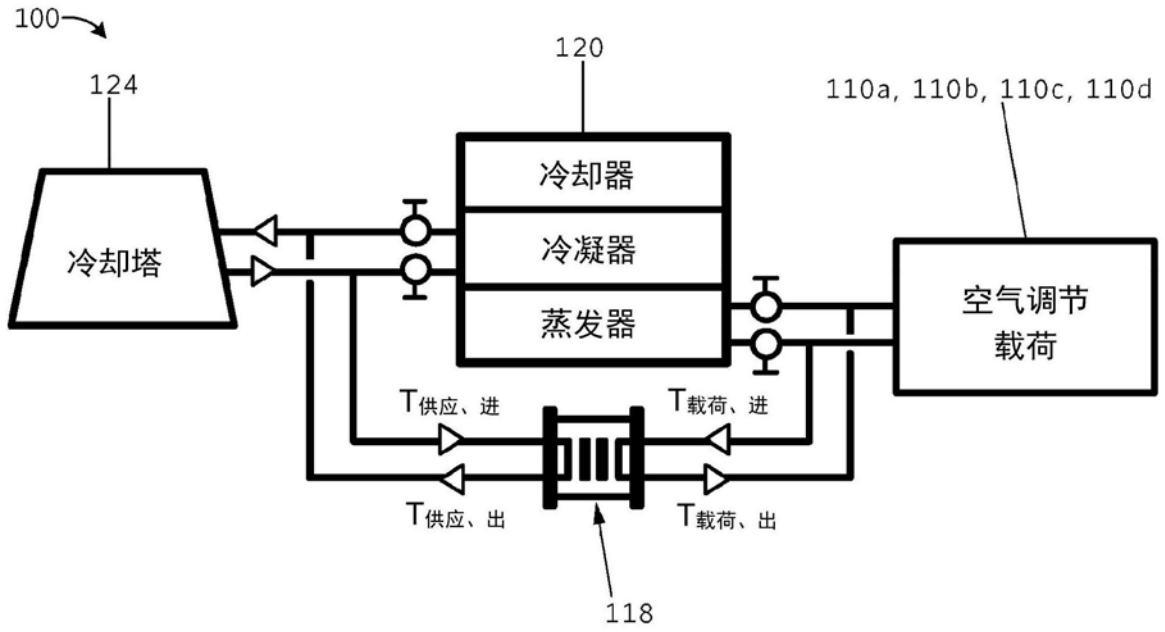 100
124
120
110a, 110b, 110c, 110d
冷却塔
冷却器
冷凝器
蒸发器
空气调节
载荷
T供应、进
T载荷、进
T供应、出
T载荷、出
118